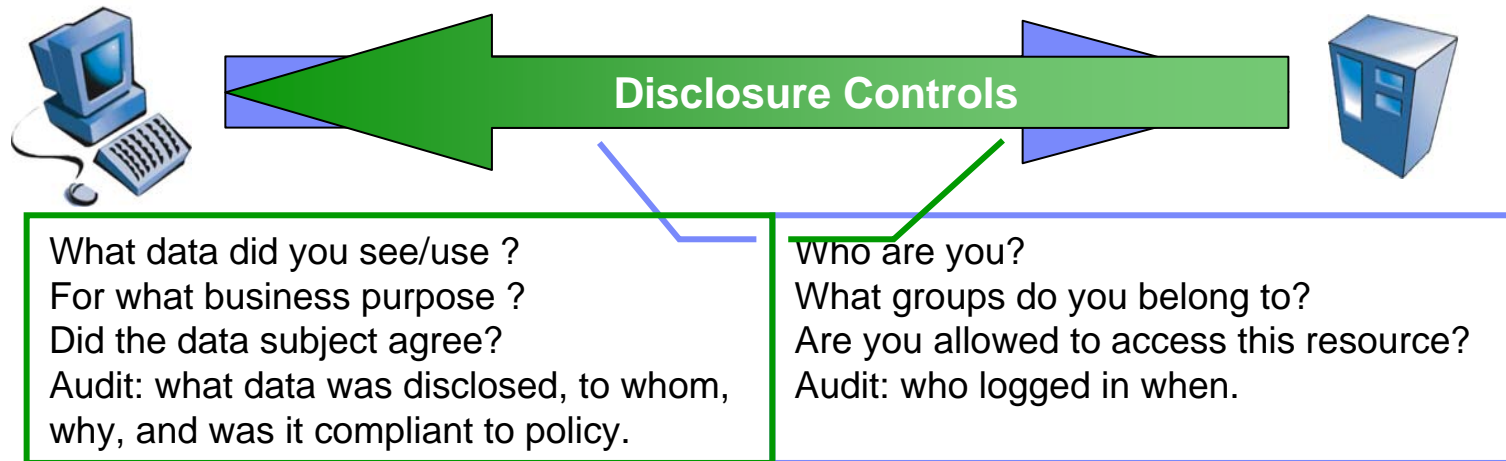 Disclosure Controls
What data did you see/use ?
For what business purpose ?
Did the data subject agree?
Audit: what data was disclosed, to whom,
why, and was it compliant to policy.
Who are you?
What groups do you belong to?
Are you allowed to access this resource?
Audit: who logged in when.